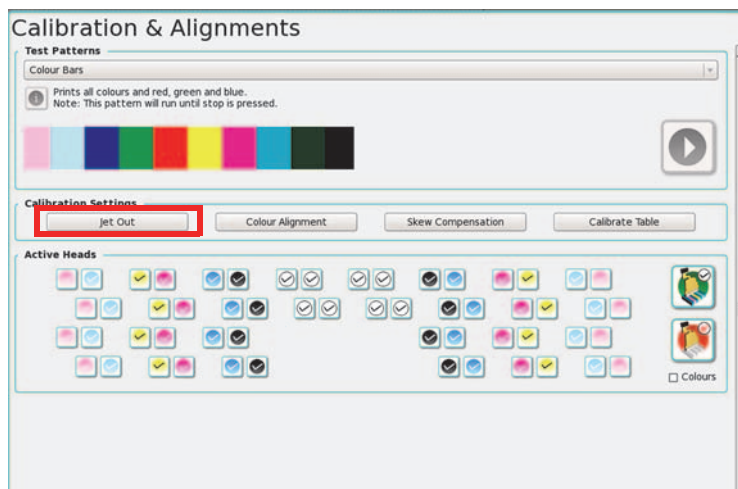 Calibration & Alignments
Test Patterns
Colour Bars
Prints all colours and red, green and blue.
Note: This pattern will run until stop is pressed.
Calibration Settings
Jet Out
Colour Alignment
Skew Compensation
Calibrate Table
Active Heads
Colours